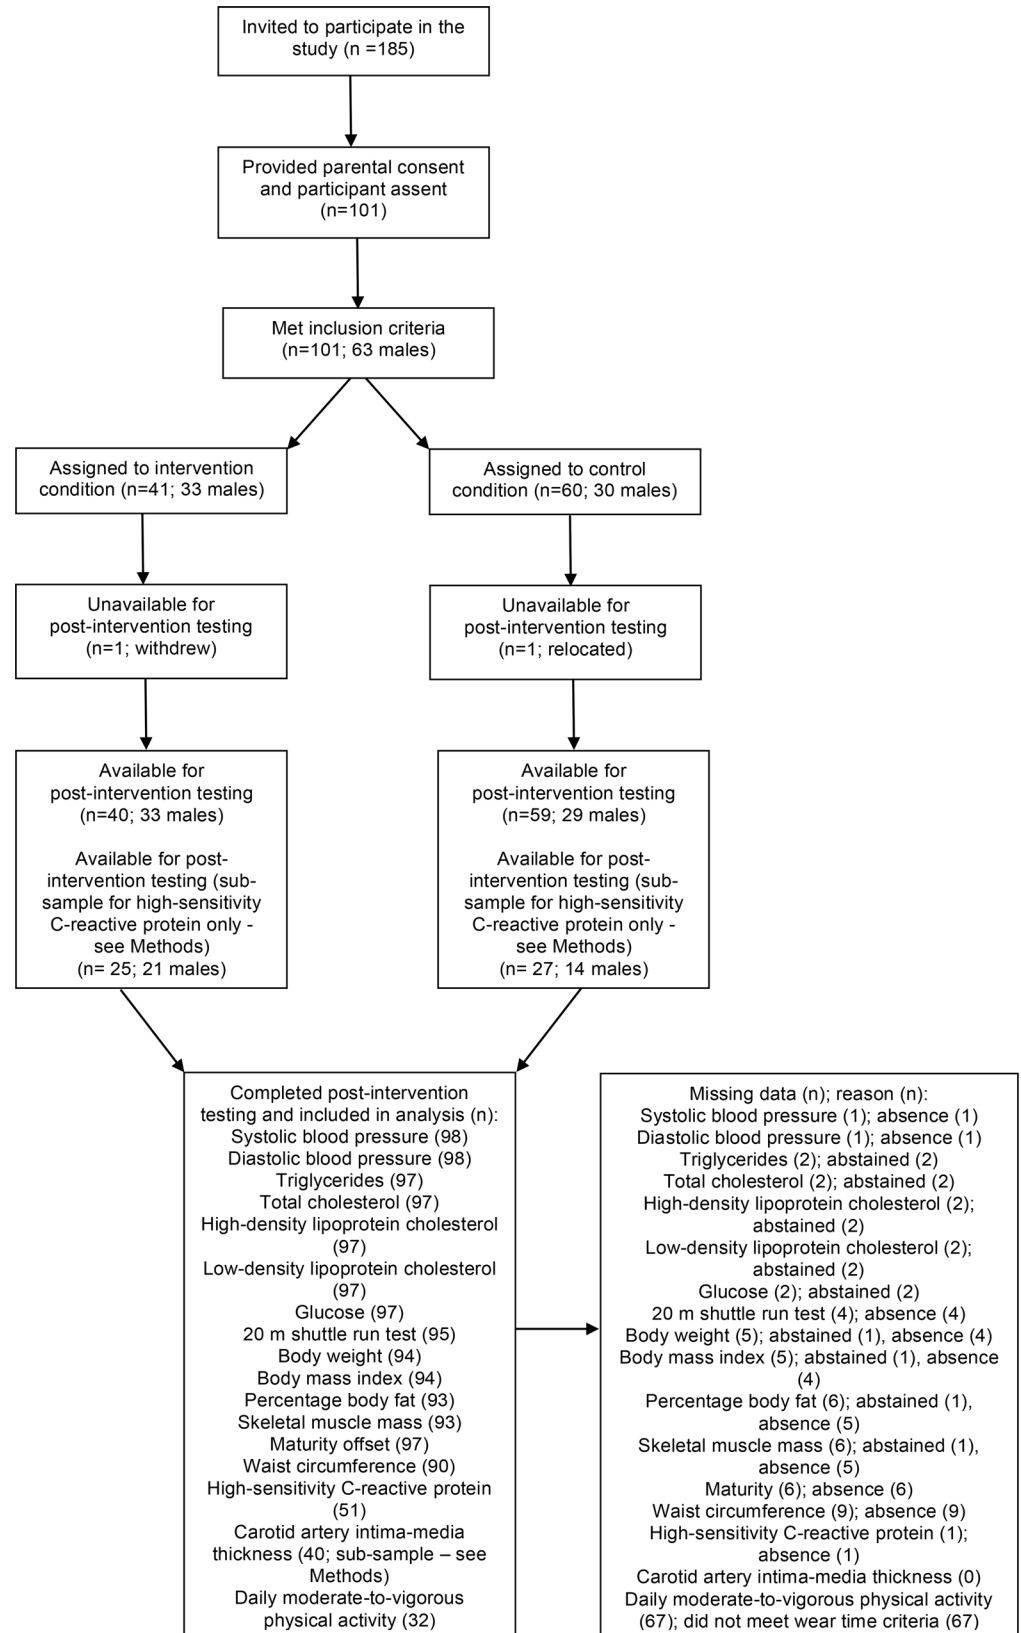 Invited to participate in the
study (n =185)
Provided parental consent
and participant assent
(n=101)
Met inclusion criteria
(n=101; 63 males)
Assigned to intervention
condition (n=41; 33 males)
Assigned to control
condition (n=60; 30 males)
Unavailable for
post-intervention testing
(n=1; withdrew)
Unavailable for
post-intervention testing
(n=1; relocated)
Available for
post-intervention testing
(n=40; 33 males)
Available for post-
intervention testing (sub-
sample for high-sensitivity
C-reactive protein only -
see Methods)
(n= 25; 21 males)
Available for
post-intervention testing
(n=59; 29 males)
Available for post-
intervention testing (sub-
sample for high-sensitivity
C-reactive protein only -
see Methods)
(n= 27; 14 males)
Completed post-intervention
testing and included in analysis (n):
Systolic blood pressure (98)
Diastolic blood pressure (98)
Triglycerides (97)
Total cholesterol (97)
High-density lipoprotein cholesterol
(97)
Low-density lipoprotein cholesterol
(97)
Glucose (97)
20 m shuttle run test (95)
Body weight (94)
Body mass index (94)
Percentage body fat (93)
Skeletal muscle mass (93)
Maturity offset (97)
Waist circumference (90)
High-sensitivity C-reactive protein
(51)
Carotid artery intima-media
thickness (40; sub-sample – see
Methods)
Daily moderate-to-vigorous
physical activity (32)
Missing data (n); reason (n):
Systolic blood pressure (1); absence (1)
Diastolic blood pressure (1); absence (1)
Triglycerides (2); abstained (2)
Total cholesterol (2); abstained (2)
High-density lipoprotein cholesterol (2);
abstained (2)
Low-density lipoprotein cholesterol (2);
abstained (2)
Glucose (2); abstained (2)
20 m shuttle run test (4); absence (4)
Body weight (5); abstained (1), absence (4)
Body mass index (5); abstained (1), absence
(4)
Percentage body fat (6); abstained (1),
absence (5)
Skeletal muscle mass (6); abstained (1),
absence (5)
Maturity (6); absence (6)
Waist circumference (9); absence (9)
High-sensitivity C-reactive protein (1);
absence (1)
Carotid artery intima-media thickness (0)
Daily moderate-to-vigorous physical activity
(67); did not meet wear time criteria (67)